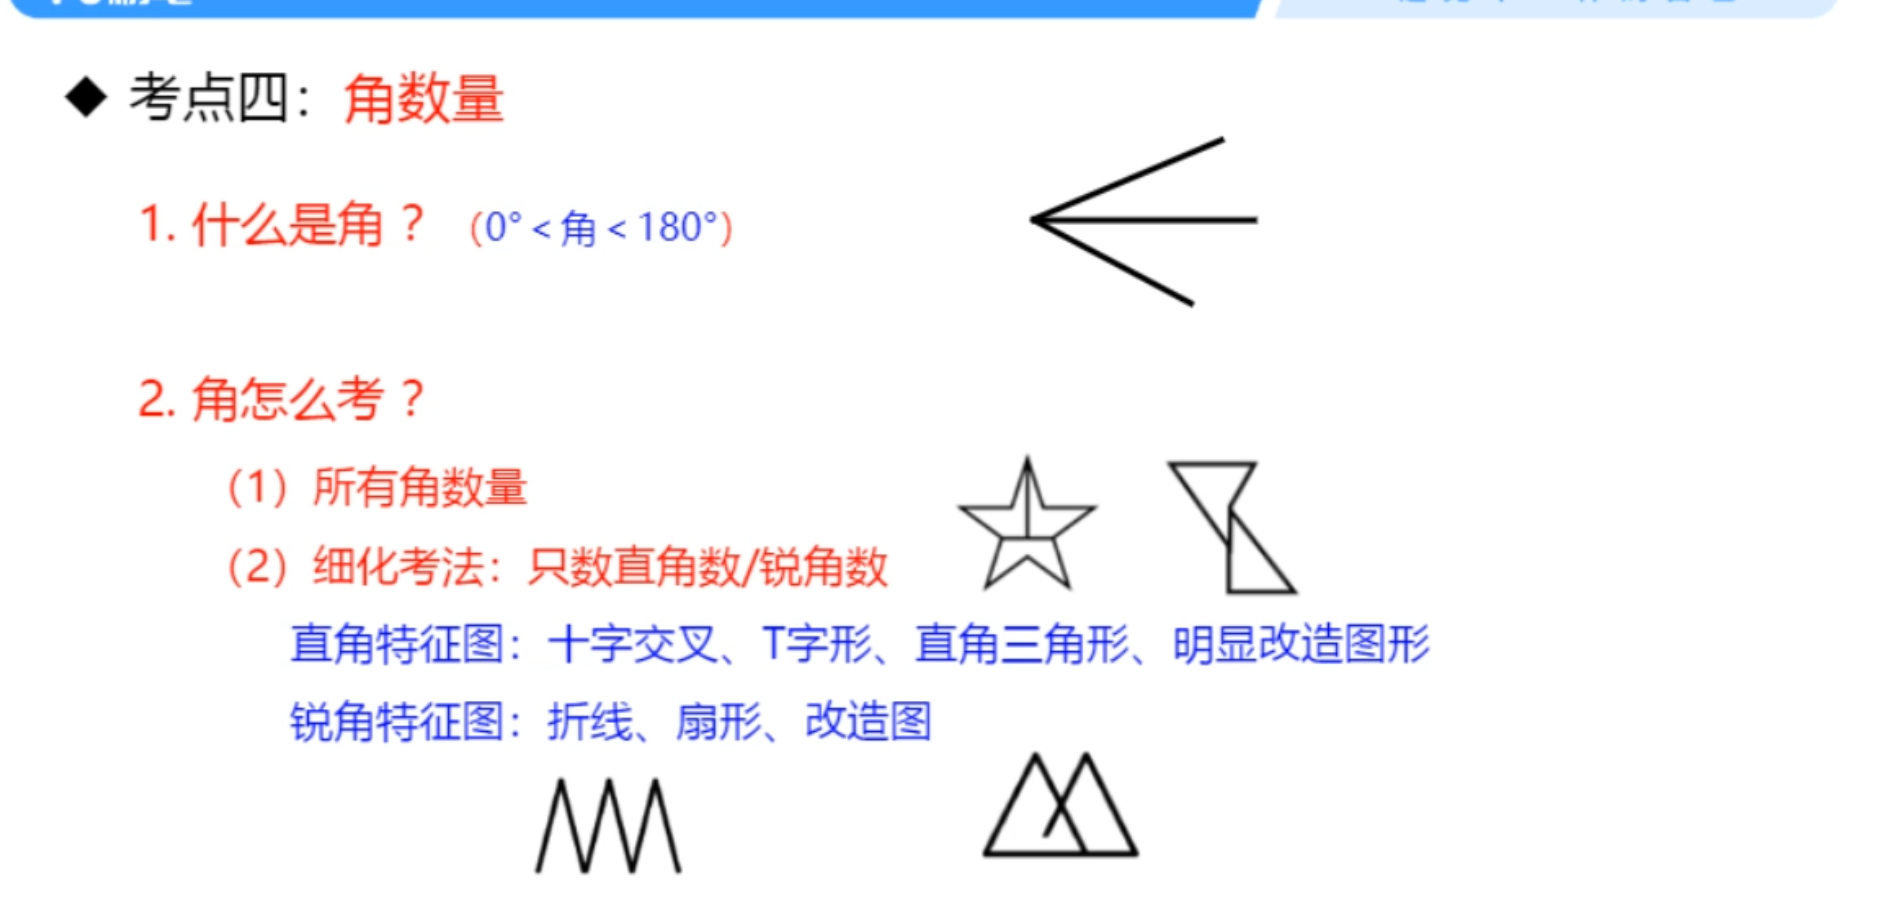 ◆ 考点四：角数量
1. 什么是角？（0°＜角＜180°）
2. 角怎么考？
（1）所有角数量
（2）细化考法：只数直角数/锐角数
直角特征图：十字交叉、T字形、直角三角形、明显改造图形
锐角特征图：折线、扇形、改造图